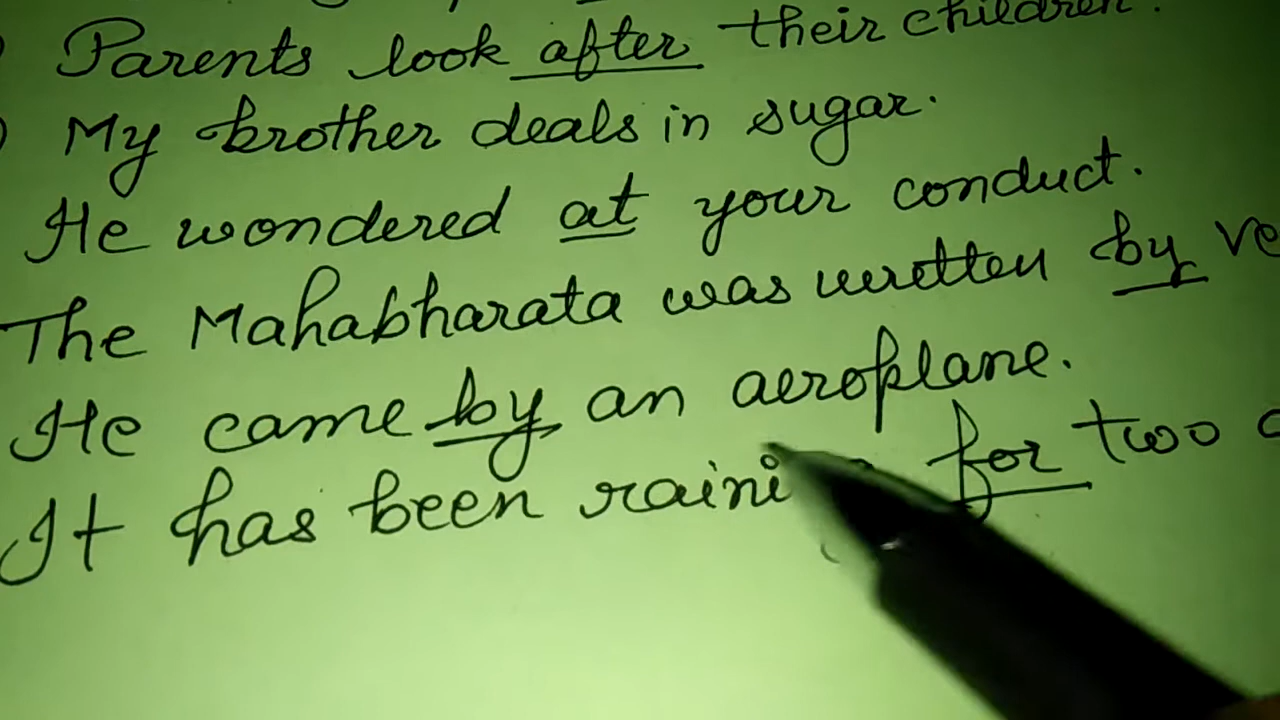 Parents look after their children.
My brother deals in sugar.
He wondered at your conduct.
The Mahabharata was written by
He came by an aeroplane.
It has been for two